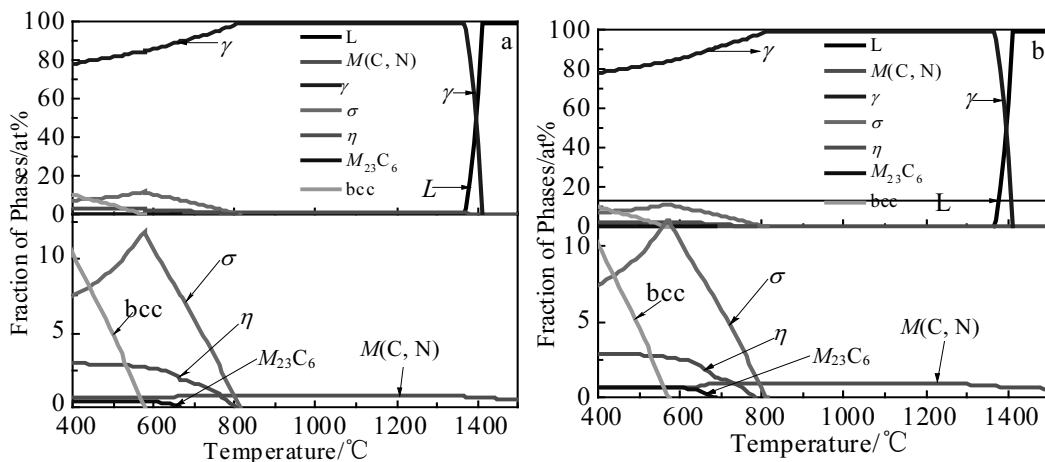 Fraction of Phases/at%
100
80
60
40
20
0
10
5
0
a
L
M(C, N)
γ
σ
η
M23C6
bcc
γ
γ
L
σ
bcc
η
M23C6
M(C, N)
400 600 800 1000 1200 1400
Temperature/℃
Fraction of Phases/at%
100
80
60
40
20
0
10
5
0
b
L
M(C, N)
γ
σ
η
M23C6
bcc
γ
γ
L
σ
bcc
η
M23C6
M(C, N)
400 600 800 1000 1200 1400
Temperature/℃